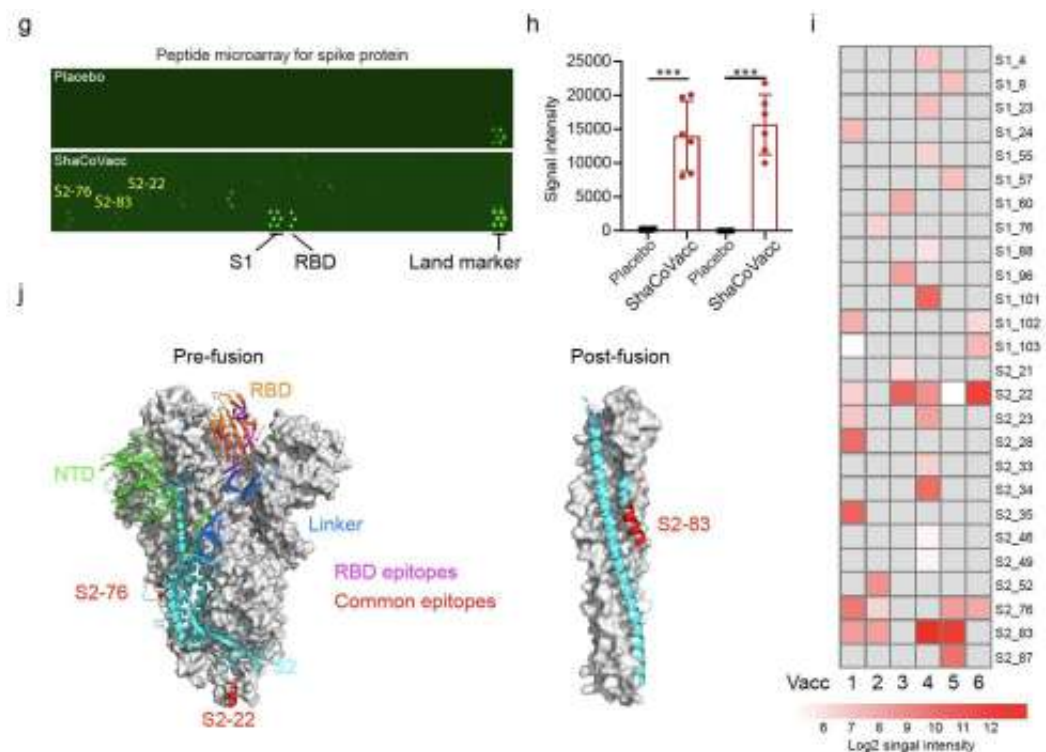 g
Peptide microarray for spike protein
Placebo
ShaCoVacc
S2-76
S2-83
S2-22
S1
RBD
Land marker
h
Signal intensity
25000
20000
15000
10000
5000
0
***
***
Placebo
ShaCoVacc
Placebo
ShaCoVacc
i
S1_4
S1_9
S1_23
S1_24
S1_55
S1_57
S1_60
S1_76
S1_88
S1_96
S1_101
S1_102
S1_103
S2_21
S2_22
S2_23
S2_28
S2_33
S2_34
S2_35
S2_46
S2_49
S2_52
S2_76
S2_83
S2_87
Vacc 1 2 3 4 5 6
6 7 8 9 10 11 12
Log2 singal intensity
j
Pre-fusion
RBD
NTD
Linker
S2-76
RBD epitopes
Common epitopes
S2
S2-22
Post-fusion
S2-83